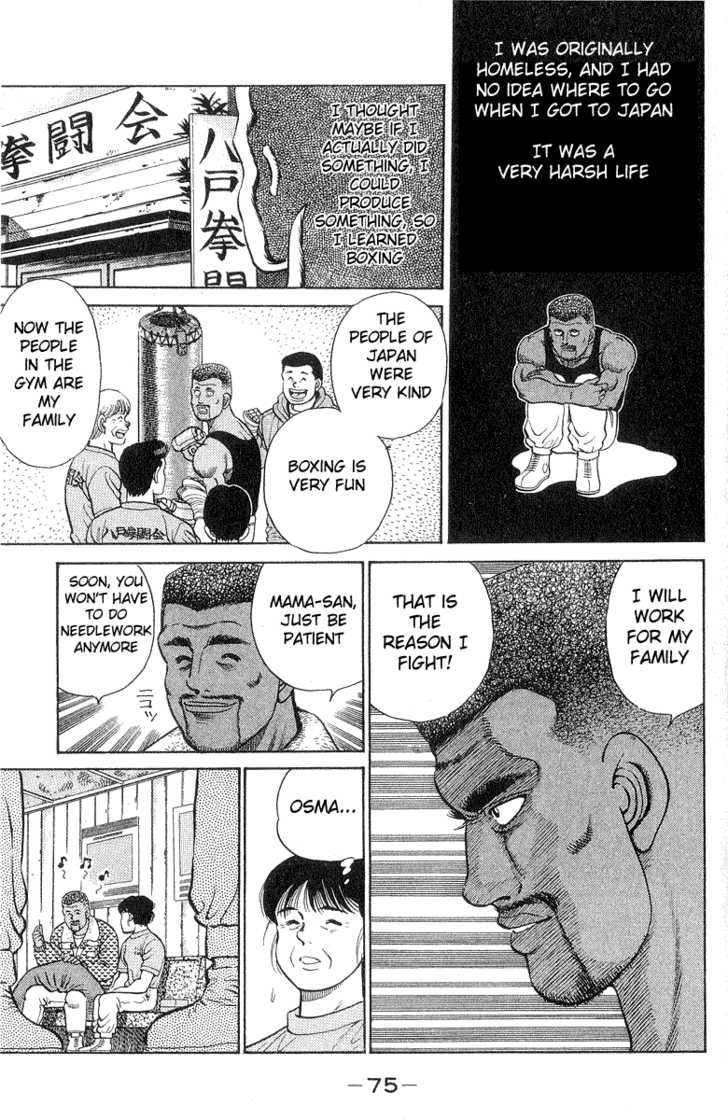 I WAS ORIGINALLY
HOMELESS, AND I HAD
NO IDEA WHERE TO GO
WHEN I GOT TO JAPAN
IT WAS A
VERY HARSH LIFE
I THOUGHT
MAYBE IF I
ACTUALLY DID
SOMETHING, I
COULD
PRODUCE
SOMETHING, SO
I LEARNED
BOXING
拳闘会
八戸拳闘
THE
PEOPLE OF
JAPAN
WERE
VERY KIND
BOXING IS
VERY FUN
NOW THE
PEOPLE
IN THE
GYM ARE
MY
FAMILY
八戸拳闘会
I WILL
WORK
FOR MY
FAMILY
THAT IS
THE
REASON I
FIGHT!
MAMA-SAN,
JUST BE
PATIENT
SOON, YOU
WON'T HAVE
TO DO
NEEDLEWORK
ANYMORE
ニコッ
OSMA...
—75—